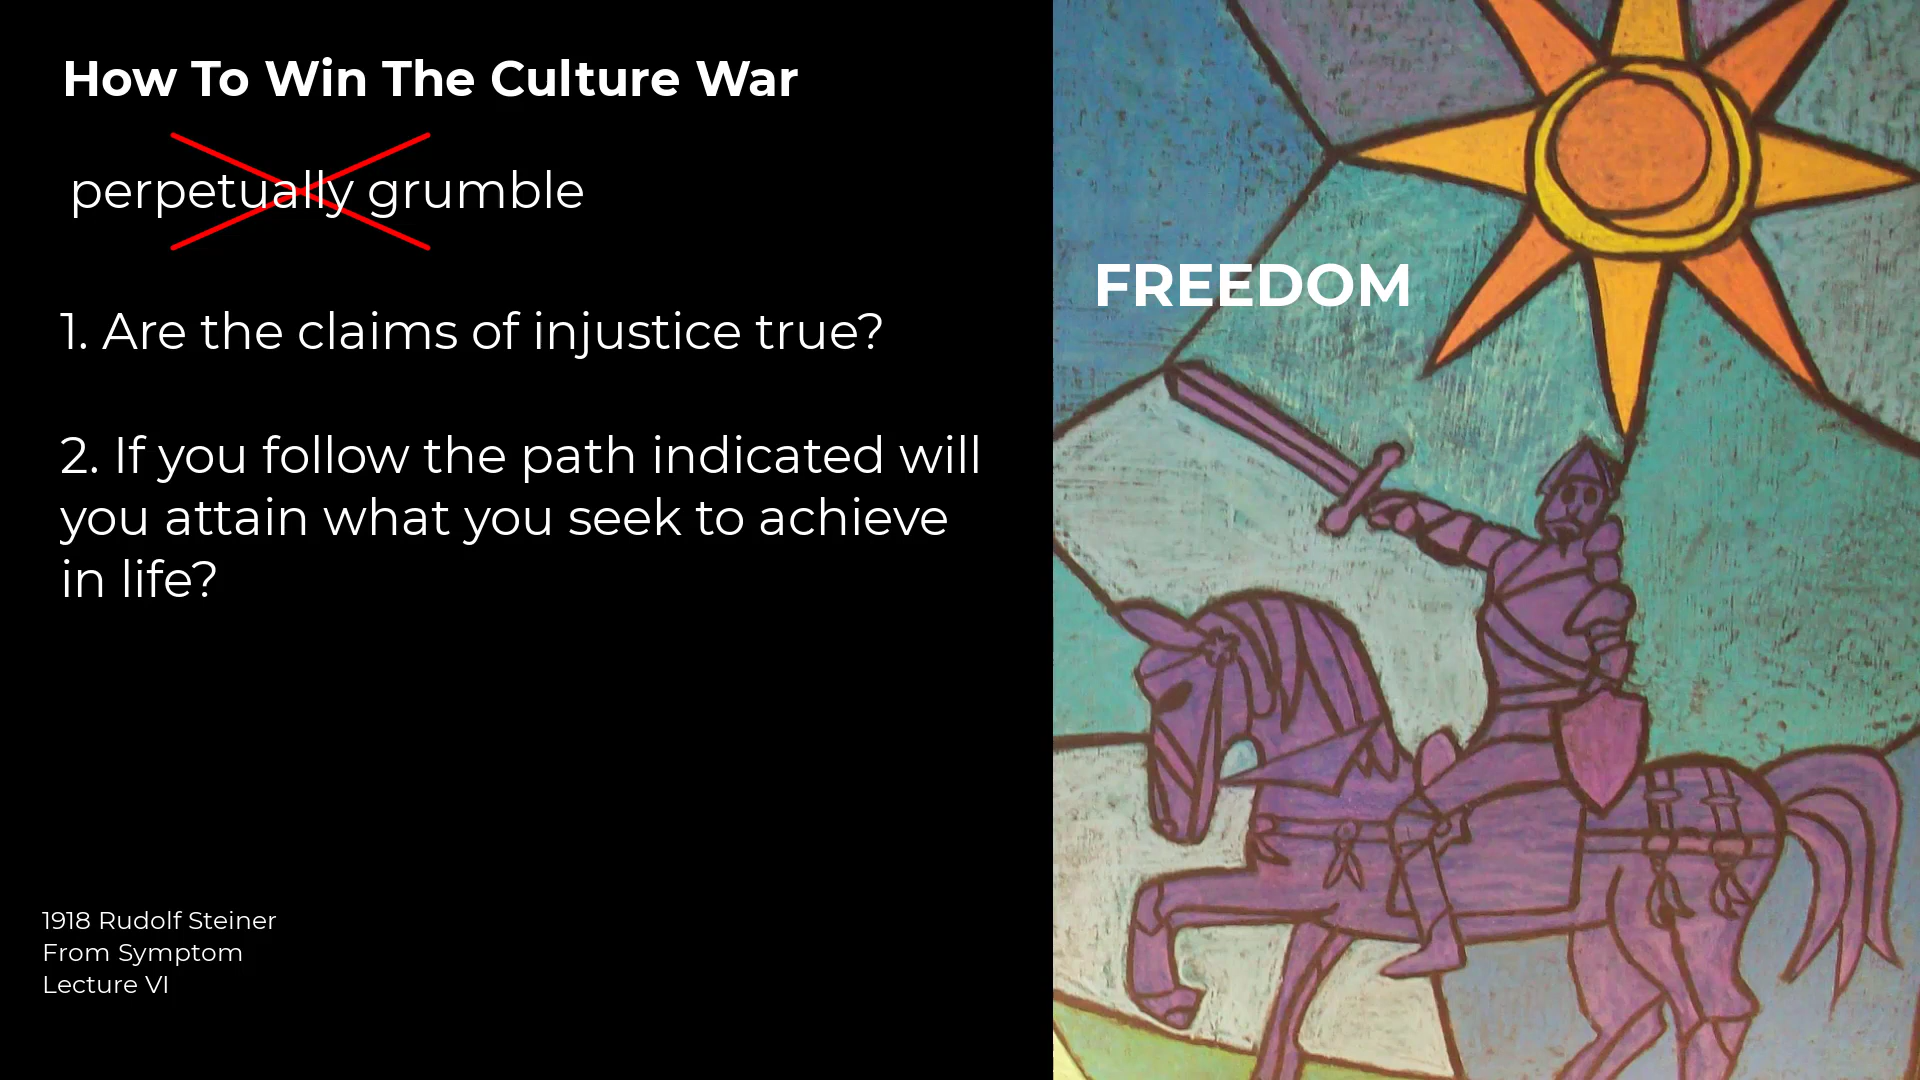 How To Win The Culture War
perpetually grumble
1. Are the claims of injustice true?
2. If you follow the path indicated will
you attain what you seek to achieve
in life?
1918 Rudolf Steiner
From Symptom
Lecture VI
FREEDOM